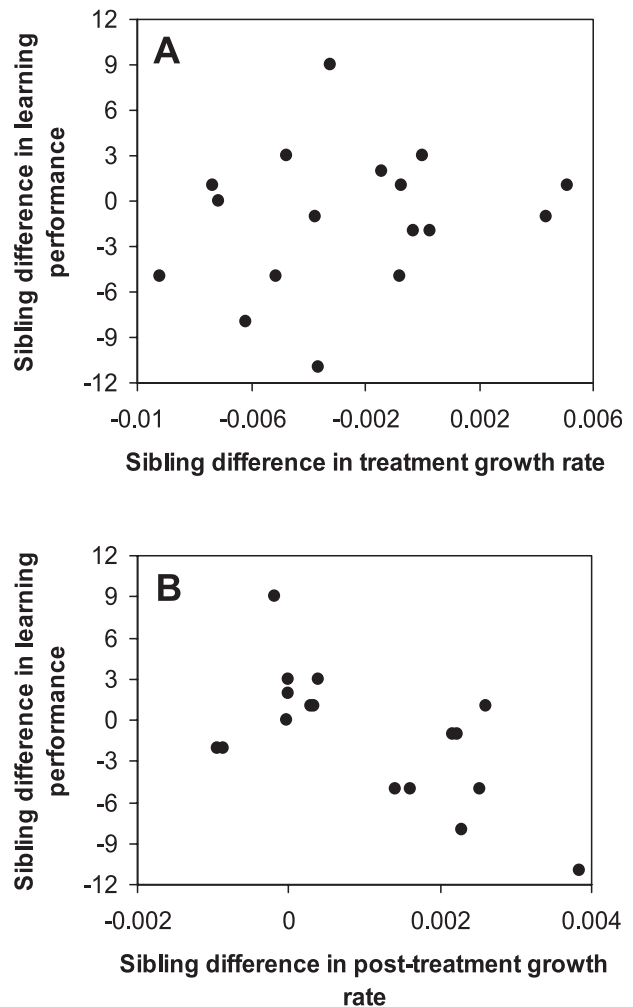 A
12
9
6
3
0
-3
-6
-9
-12
Sibling difference in learning
performance
-0.01 -0.006 -0.002 0.002 0.006
Sibling difference in treatment growth rate
B
12
9
6
3
0
-3
-6
-9
-12
Sibling difference in learning
performance
-0.002 0 0.002 0.004
Sibling difference in post-treatment growth
rate